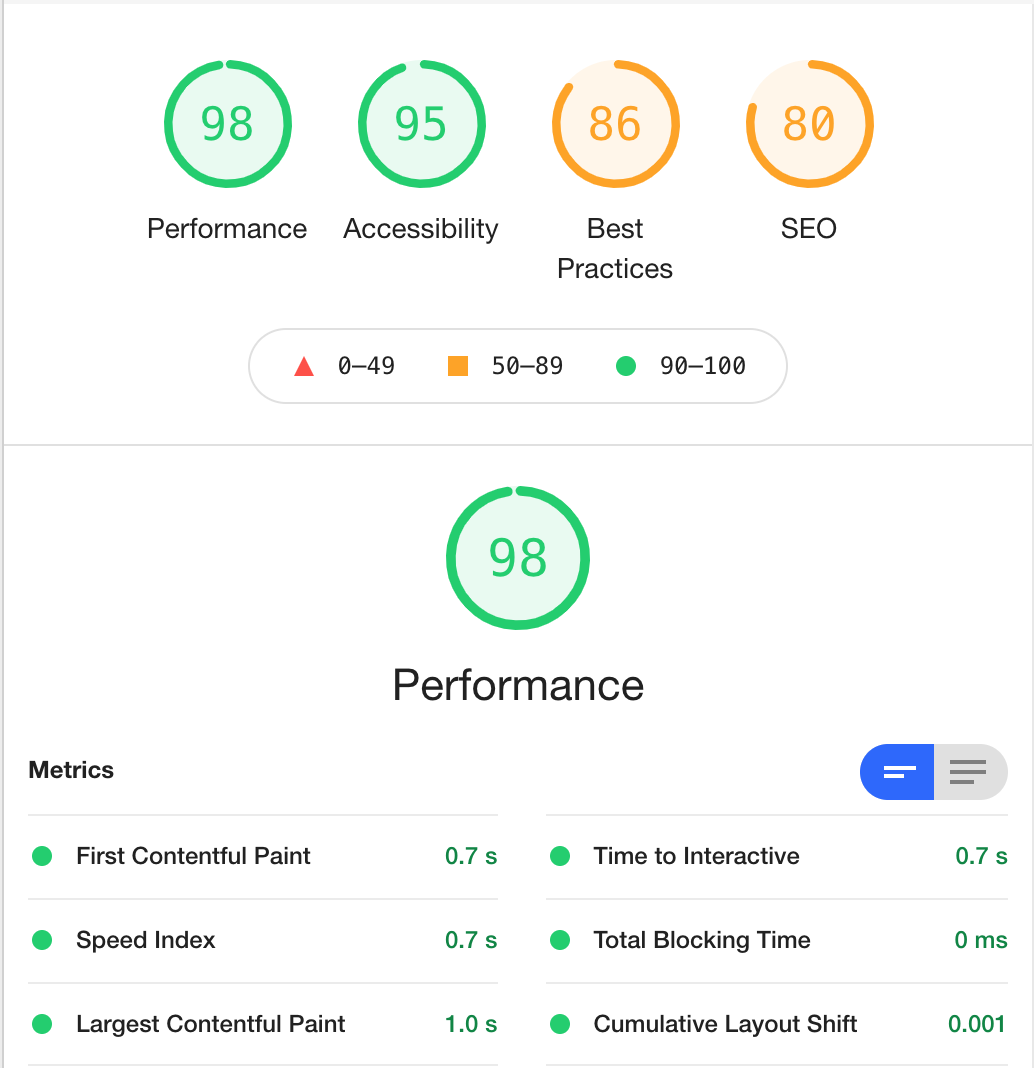 98 95 86 80
Performance Accessibility Best Practices SEO
0–49 50–89 90–100
98
Performance
Metrics
First Contentful Paint 0.7 s
Time to Interactive 0.7 s
Speed Index 0.7 s
Total Blocking Time 0 ms
Largest Contentful Paint 1.0 s
Cumulative Layout Shift 0.001